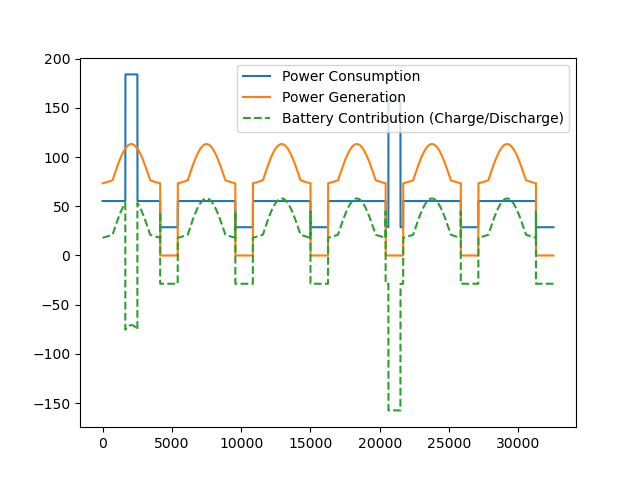 200
150
100
50
0
−50
−100
−150
0 5000 10000 15000 20000 25000 30000
Power Consumption
Power Generation
Battery Contribution (Charge/Discharge)